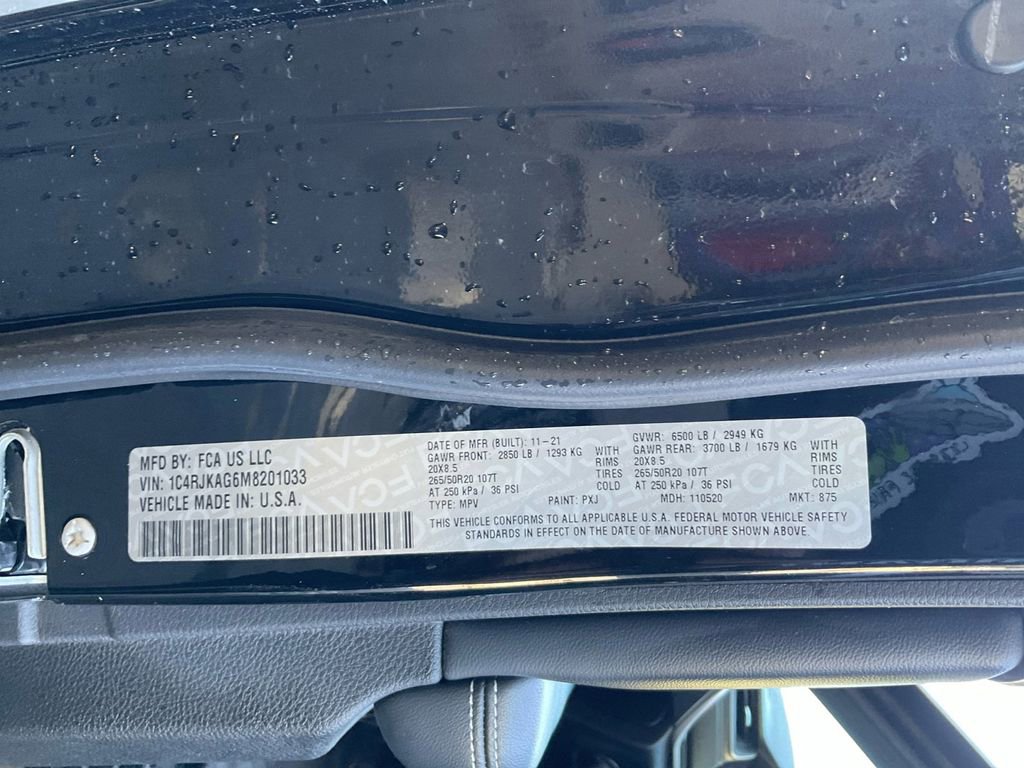 MFD BY: FCA US LLC
VIN: 1C4RJKAG6M8201033
VEHICLE MADE IN U.S.A.
DATE OF MFR (BUILT): 11-21
GAWR FRONT: 2850 LB / 1293 KG WITH
20X8.5 RIMS
265/50R20 107T TIRES
AT 250 kPa / 36 PSI COLD
TYPE: MPV
GVWR: 6500 LB / 2949 KG
GAWR REAR: 3700 LB / 1679 KG WITH
20X8.5 RIMS
265/50R20 107T TIRES
AT 250 kPa / 36 PSI COLD
PAINT: PXJ MDH: 110520 MKT: 875
THIS VEHICLE CONFORMS TO ALL APPLICABLE U.S.A. FEDERAL MOTOR VEHICLE SAFETY
STANDARDS IN EFFECT ON THE DATE OF MANUFACTURE SHOWN ABOVE.